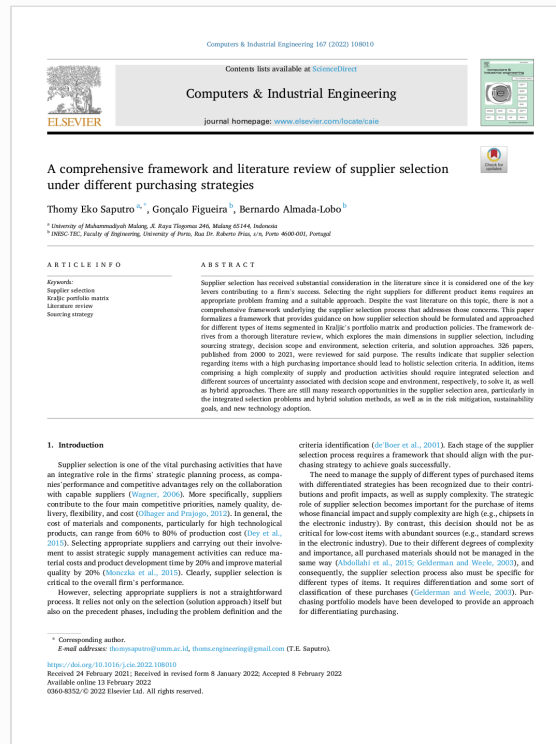 Computers & Industrial Engineering 167 (2022) 108010
Contents lists available at ScienceDirect
Computers & Industrial Engineering
journal homepage: www.elsevier.com/locate/caie
ELSEVIER
A comprehensive framework and literature review of supplier selection
under different purchasing strategies
Thomy Eko Saputro a,*, Gonçalo Figueira b, Bernardo Almada-Lobo b
a University of Muhammadiyah Malang, Jl. Raya Tlogomas 246, Malang 65144, Indonesia
b INESC-TEC, Faculty of Engineering, University of Porto, Rua Dr. Roberto Frias, s/n, Porto 4600-001, Portugal
ARTICLE INFO
Keywords:
Supplier selection
Kraljic portfolio matrix
Literature review
Sourcing strategy
ABSTRACT
Supplier selection has received substantial consideration in the literature since it is considered one of the key
levers contributing to a firm's success. Selecting the right suppliers for different product items requires an
appropriate problem framing and a suitable approach. Despite the vast literature on this topic, there is not a
comprehensive framework underlying the supplier selection process that addresses those concerns. This paper
formalizes a framework that provides guidance on how supplier selection should be formulated and approached
for different types of items segmented in Kraljic's portfolio matrix and production policies. The framework de-
rives from a thorough literature review, which explores the main dimensions in supplier selection, including
sourcing strategy, decision scope and environment, selection criteria, and solution approaches. 326 papers,
published from 2000 to 2021, were reviewed for said purpose. The results indicate that supplier selection
regarding items with a high purchasing importance should lead to holistic selection criteria. In addition, items
comprising a high complexity of supply and production activities should require integrated selection and
different sources of uncertainty associated with decision scope and environment, respectively, to solve it, as well
as hybrid approaches. There are still many research opportunities in the supplier selection area, particularly in
the integrated selection problems and hybrid solution methods, as well as in the risk mitigation, sustainability
goals, and new technology adoption.
1. Introduction
Supplier selection is one of the vital purchasing activities that have
an integrative role in the firms' strategic planning process, as compa-
nies'performance and competitive advantages rely on the collaboration
with capable suppliers (Wagner, 2006). More specifically, suppliers
contribute to the four main competitive priorities, namely quality, de-
livery, flexibility, and cost (Olhager and Prajogo, 2012). In general, the
cost of materials and components, particularly for high technological
products, can range from 60% to 80% of production cost (Dey et al.,
2015). Selecting appropriate suppliers and carrying out their involve-
ment to assist strategic supply management activities can reduce ma-
terial costs and product development time by 20% and improve material
quality by 20% (Monczka et al., 2015). Clearly, supplier selection is
critical to the overall firm's performance.
However, selecting appropriate suppliers is not a straightforward
process. It relies not only on the selection (solution approach) itself but
also on the precedent phases, including the problem definition and the
criteria identification (de'Boer et al., 2001). Each stage of the supplier
selection process requires a framework that should align with the pur-
chasing strategy to achieve goals successfully.
The need to manage the supply of different types of purchased items
with differentiated strategies has been recognized due to their contri-
butions and profit impacts, as well as supply complexity. The strategic
role of supplier selection becomes important for the purchase of items
whose financial impact and supply complexity are high (e.g., chipsets in
the electronic industry). By contrast, this decision should not be as
critical for low-cost items with abundant sources (e.g., standard screws
in the electronic industry). Due to their different degrees of complexity
and importance, all purchased materials should not be managed in the
same way (Abdollahi et al., 2015; Gelderman and Weele, 2003), and
consequently, the supplier selection process also must be specific for
different types of items. It requires differentiation and some sort of
classification of these purchases (Gelderman and Weele, 2003). Pur-
chasing portfolio models have been developed to provide an approach
for differentiating purchasing.
* Corresponding author.
E-mail addresses: thomysaputro@umm.ac.id, thoms.engineering@gmail.com (T.E. Saputro).
https://doi.org/10.1016/j.cie.2022.108010
Received 24 February 2021; Received in revised form 8 January 2022; Accepted 8 February 2022
Available online 13 February 2022
0360-8352/© 2022 Elsevier Ltd. All rights reserved.